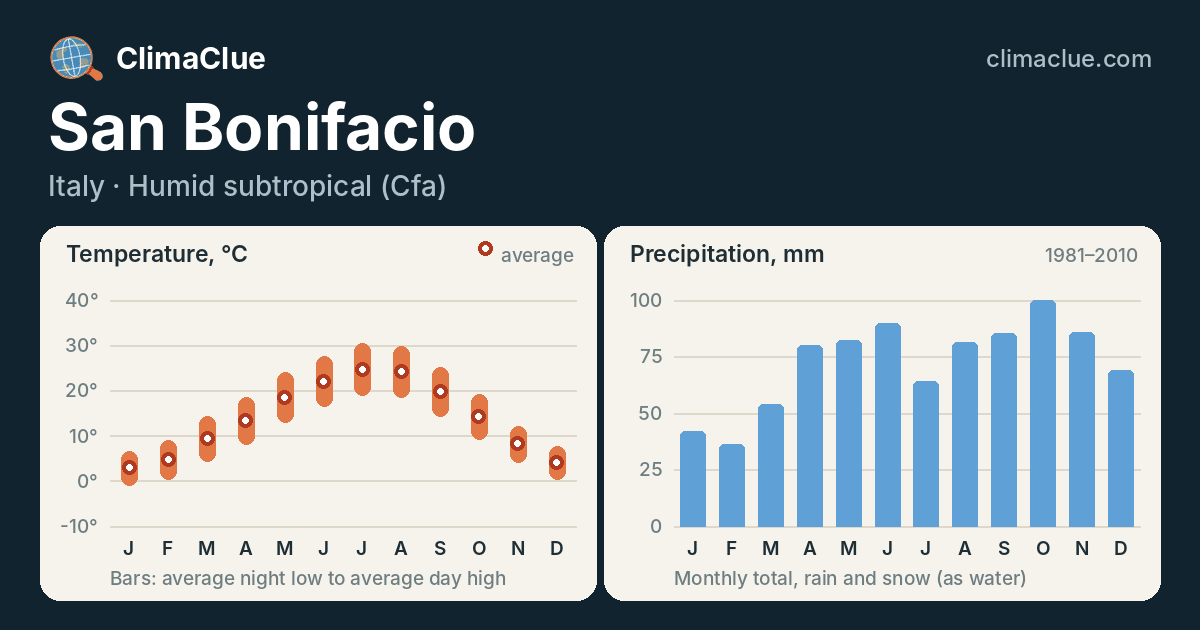 ClimaClue
climaclue.com
San Bonifacio
Italy · Humid subtropical (Cfa)
Temperature, °C
average
40°
30°
20°
10°
0°
-10°
J F M A M J J A S O N D
Bars: average night low to average day high
Precipitation, mm
1981–2010
100
75
50
25
0
J F M A M J J A S O N D
Monthly total, rain and snow (as water)